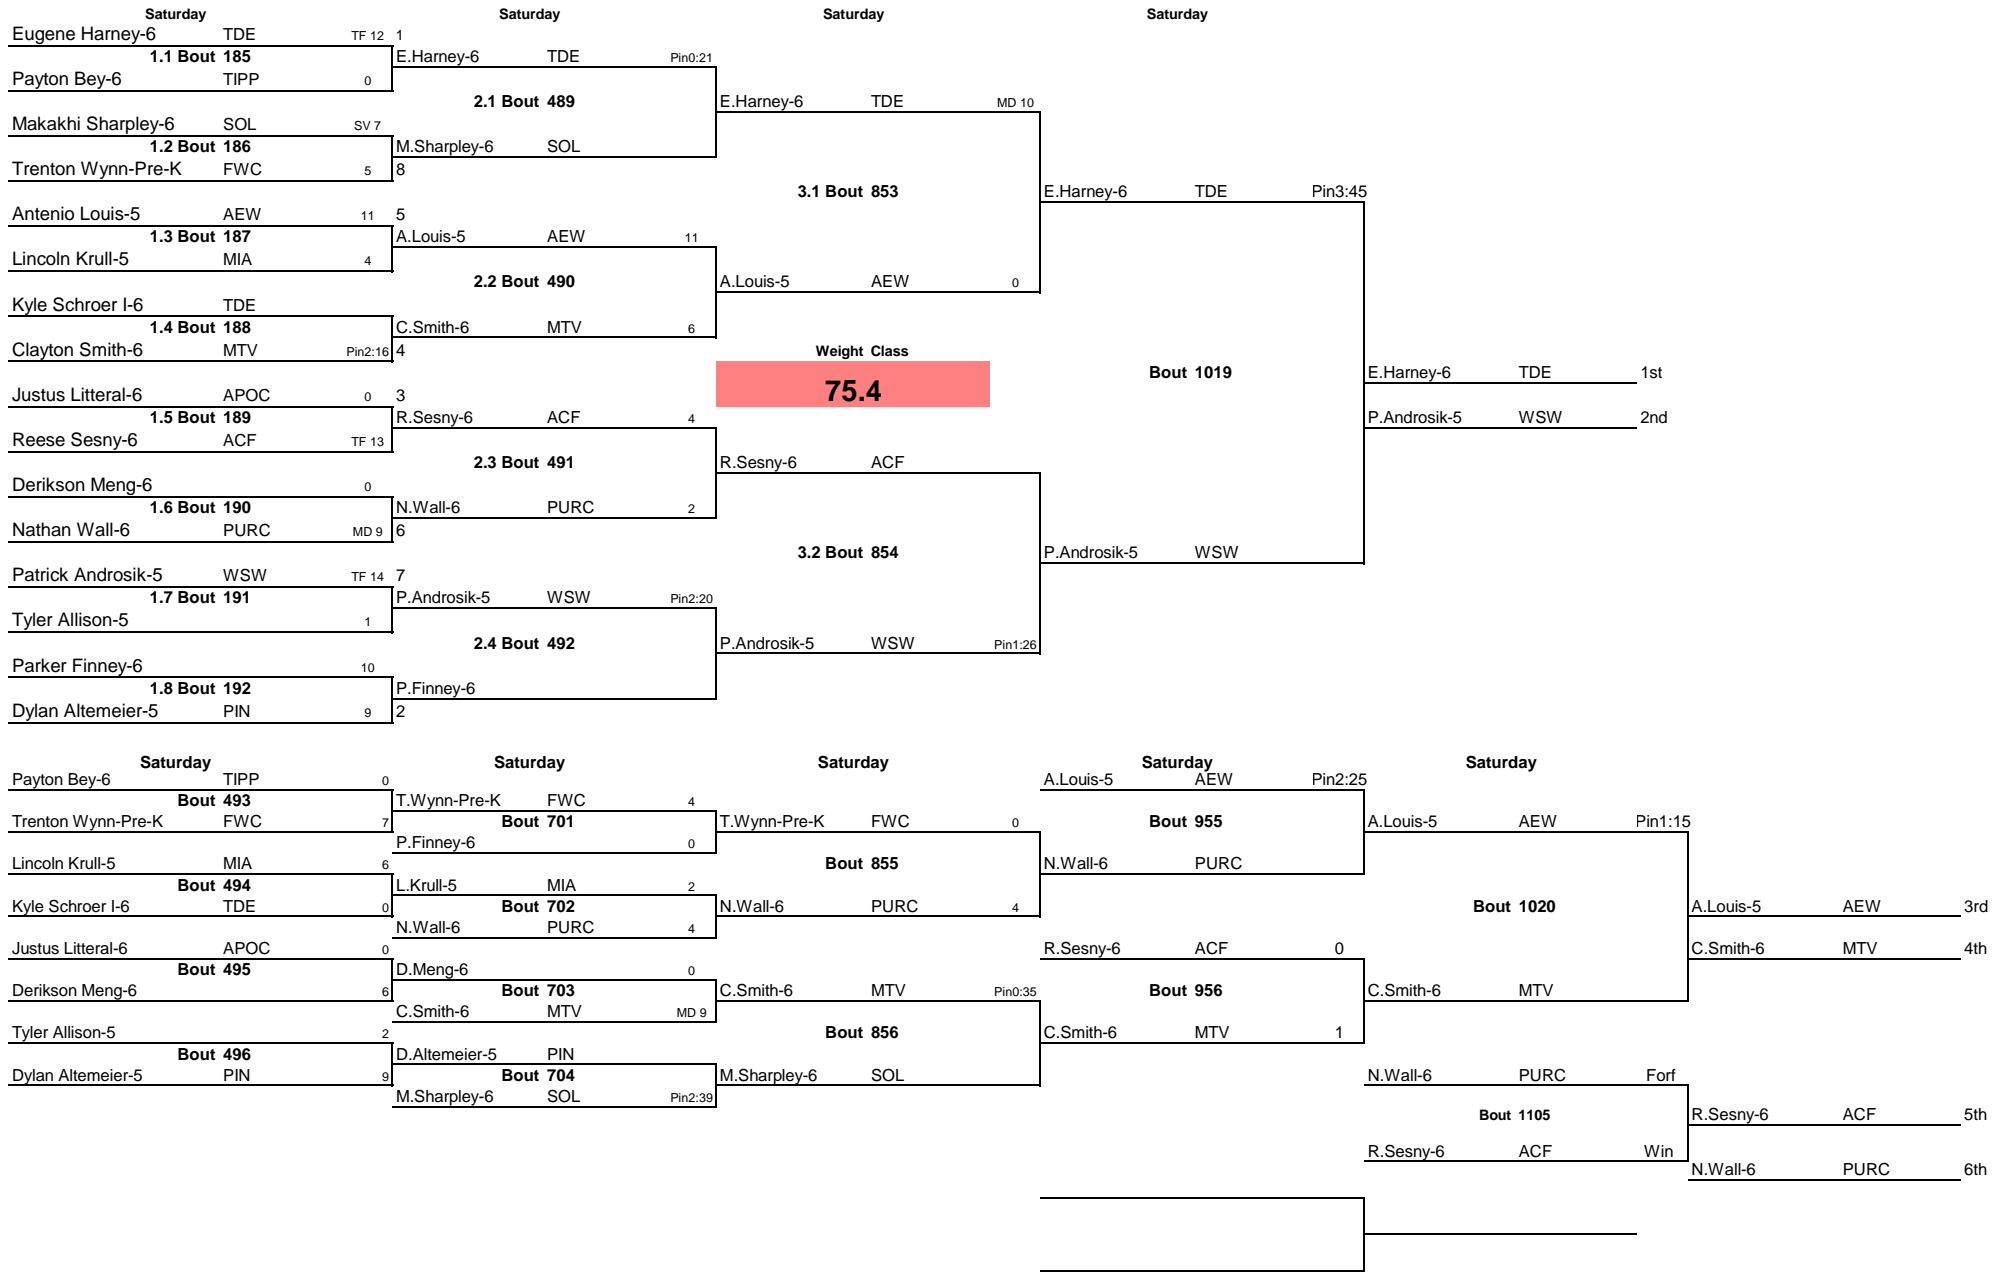 Saturday Saturday Saturday Saturday
Eugene Harney-6 TDE TF 12 1
1.1 Bout 185 E.Harney-6 TDE Pin0:21
Payton Bey-6 TIPP 0
2.1 Bout 489 E.Harney-6 TDE MD 10
Makakhi Sharpley-6 SOL SV 7
1.2 Bout 186 M.Sharpley-6 SOL
Trenton Wynn-Pre-K FWC 5 8
3.1 Bout 853 E.Harney-6 TDE Pin3:45
Antenio Louis-5 AEW 11 5
1.3 Bout 187 A.Louis-5 AEW 11
Lincoln Krull-5 MIA 4
2.2 Bout 490 A.Louis-5 AEW 0
Kyle Schroer I-6 TDE
1.4 Bout 188 C.Smith-6 MTV 6
Clayton Smith-6 MTV Pin2:16 4 Weight Class
Bout 1019 E.Harney-6 TDE 1st
75.4
Justus Litteral-6 APOC 0 3
1.5 Bout 189 R.Sesny-6 ACF 4 P.Androsik-5 WSW 2nd
Reese Sesny-6 ACF TF 13
2.3 Bout 491 R.Sesny-6 ACF
Derikson Meng-6 0
1.6 Bout 190 N.Wall-6 PURC 2
Nathan Wall-6 PURC MD 9 6
3.2 Bout 854 P.Androsik-5 WSW
Patrick Androsik-5 WSW TF 14 7
1.7 Bout 191 P.Androsik-5 WSW Pin2:20
Tyler Allison-5 1
2.4 Bout 492 P.Androsik-5 WSW Pin1:26
Parker Finney-6 10
1.8 Bout 192 P.Finney-6
Dylan Altemeier-5 PIN 9 2
Saturday Saturday Saturday Saturday Saturday
Payton Bey-6 TIPP 0 A.Louis-5 AEW Pin2:25
Bout 493 T.Wynn-Pre-K FWC 4
Trenton Wynn-Pre-K FWC 7 Bout 701 T.Wynn-Pre-K FWC 0 Bout 955 A.Louis-5 AEW Pin1:15
P.Finney-6 0
Lincoln Krull-5 MIA 6 Bout 855 N.Wall-6 PURC
Bout 494 L.Krull-5 MIA 2
Kyle Schroer I-6 TDE 0 Bout 702 N.Wall-6 PURC 4 Bout 1020 A.Louis-5 AEW 3rd
N.Wall-6 PURC 4
Justus Litteral-6 APOC 0 R.Sesny-6 ACF 0 C.Smith-6 MTV 4th
Bout 495 D.Meng-6 0
Derikson Meng-6 6 Bout 703 C.Smith-6 MTV Pin0:35 Bout 956 C.Smith-6 MTV
C.Smith-6 MTV MD 9
Tyler Allison-5 2 Bout 856 C.Smith-6 MTV 1
Bout 496 D.Altemeier-5 PIN
Dylan Altemeier-5 PIN 9 Bout 704 M.Sharpley-6 SOL N.Wall-6 PURC Forf
M.Sharpley-6 SOL Pin2:39
Bout 1105 R.Sesny-6 ACF 5th
R.Sesny-6 ACF Win
N.Wall-6 PURC 6th